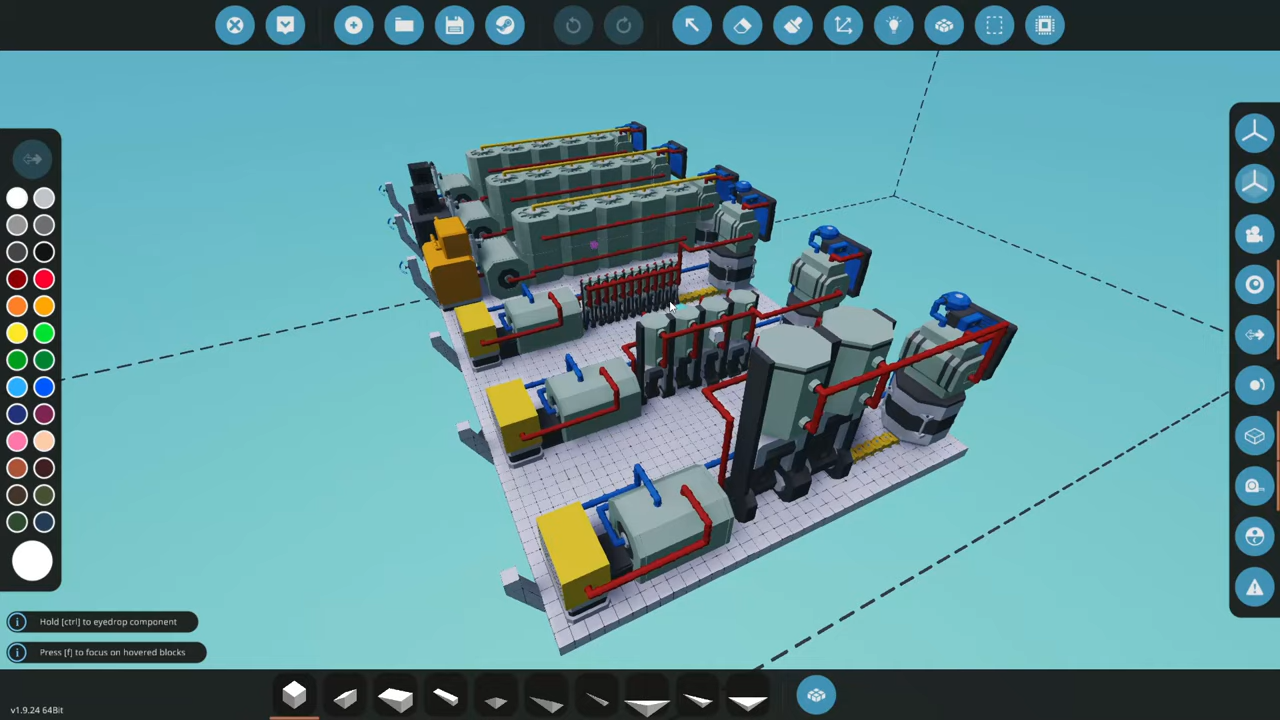 Hold [ctrl] to eyedrop component
Press [f] to focus on hovered blocks
v1.9.24 64Bit